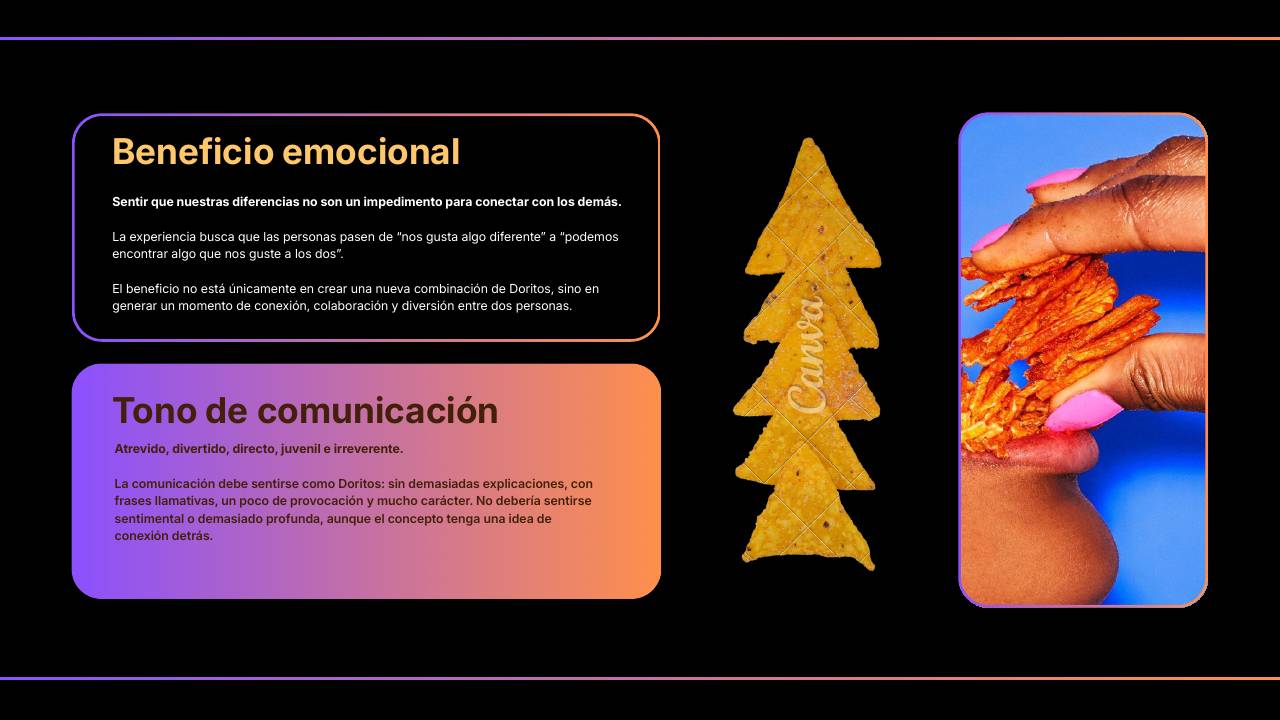 Beneficio emocional
Sentir que nuestras diferencias no son un impedimento para conectar con los demás.
La experiencia busca que las personas pasen de “nos gusta algo diferente” a “podemos
encontrar algo que nos guste a los dos”.
El beneficio no está únicamente en crear una nueva combinación de Doritos, sino en
generar un momento de conexión, colaboración y diversión entre dos personas.
Tono de comunicación
Atrevido, divertido, directo, juvenil e irreverente.
La comunicación debe sentirse como Doritos: sin demasiadas explicaciones, con
frases llamativas, un poco de provocación y mucho carácter. No debería sentirse
sentimental o demasiado profunda, aunque el concepto tenga una idea de
conexión detrás.
Canva